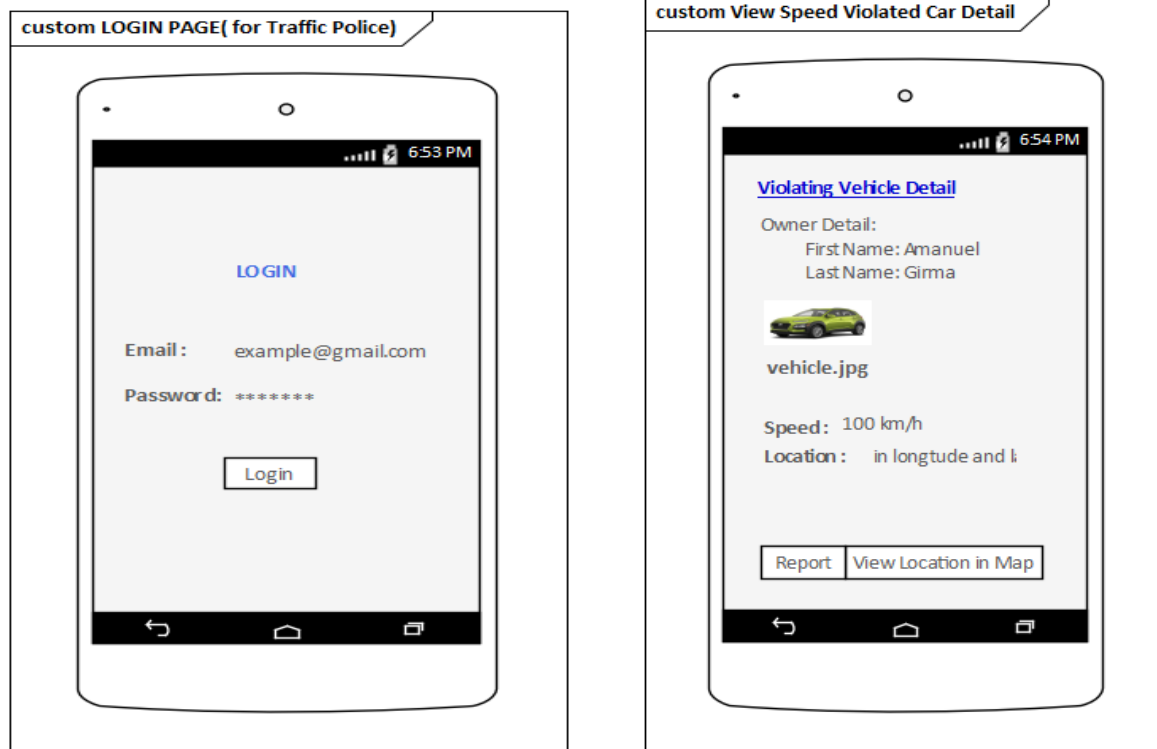 custom LOGIN PAGE( for Traffic Police)
6:53 PM
LOGIN
Email :
example@gmail.com
Password:
*******
Login
custom View Speed Violated Car Detail
6:54 PM
Violating Vehicle Detail
Owner Detail:
First Name: Amanuel
Last Name: Girma
vehicle.jpg
Speed : 100 km/h
Location : in longtude and
Report
View Location in Map